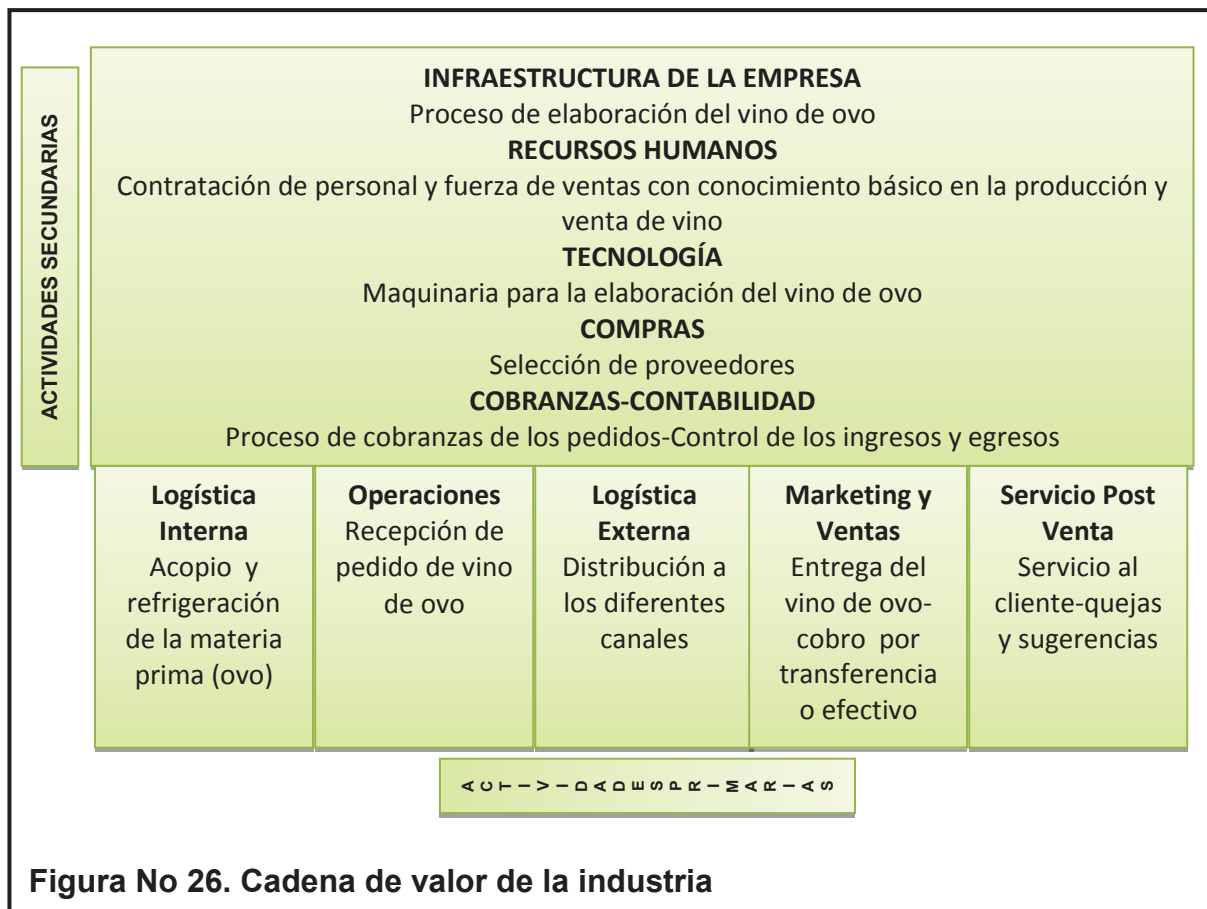 ACTIVIDADES SECUNDARIAS
INFRAESTRUCTURA DE LA EMPRESA
Proceso de elaboración del vino de ovo
RECURSOS HUMANOS
Contratación de personal y fuerza de ventas con conocimiento básico en la producción y
venta de vino
TECNOLOGÍA
Maquinaria para la elaboración del vino de ovo
COMPRAS
Selección de proveedores
COBRANZAS-CONTABILIDAD
Proceso de cobranzas de los pedidos-Control de los ingresos y egresos
Logística
Interna
Acopio y
refrigeración
de la materia
prima (ovo)
Operaciones
Recepción de
pedido de vino
de ovo
Logística
Externa
Distribución a
los diferentes
canales
Marketing y
Ventas
Entrega del
vino de ovo-
cobro por
transferencia
o efectivo
Servicio Post
Venta
Servicio al
cliente-quejas
y sugerencias
ACTIVIDADESPRIMARIAS
Figura No 26. Cadena de valor de la industria